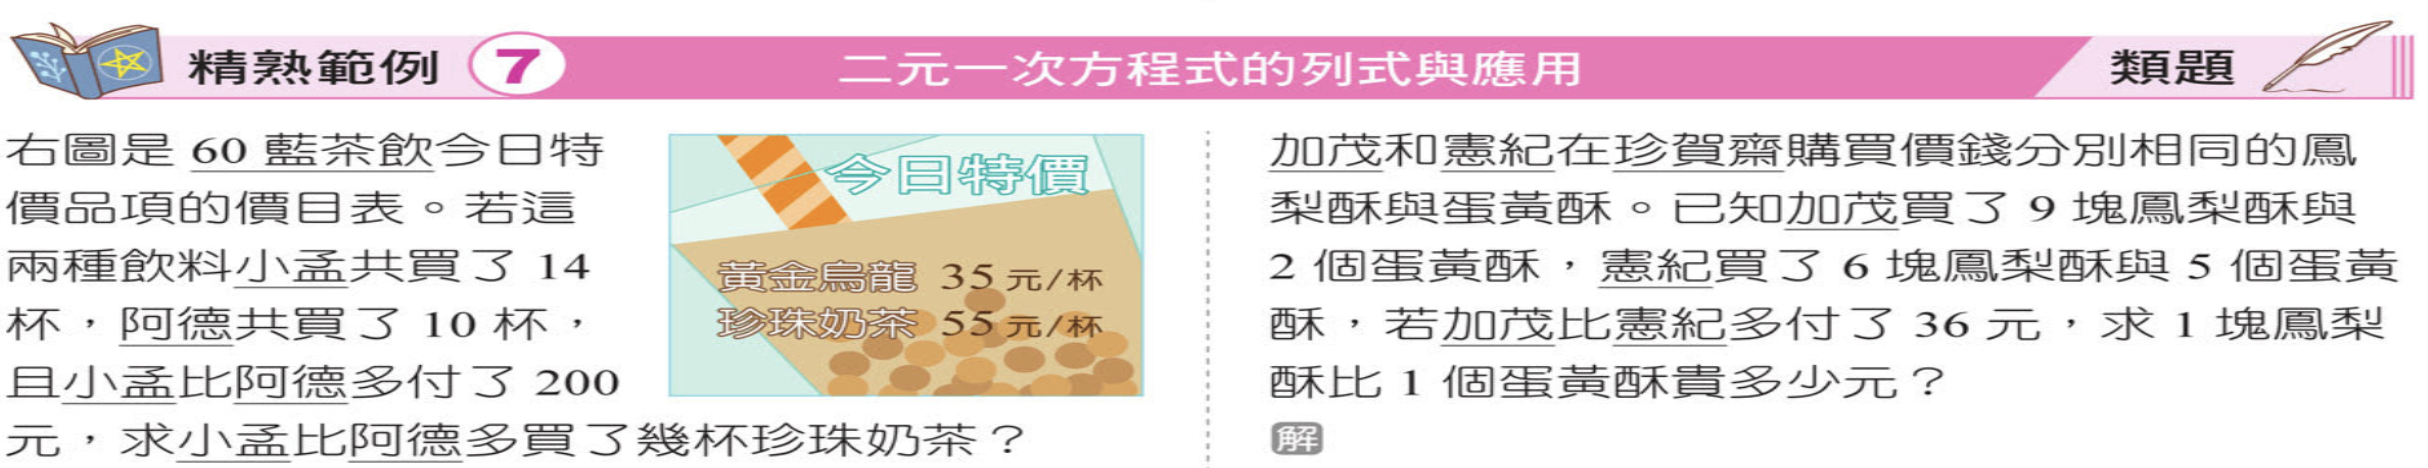 精熟範例 7 二元一次方程式的列式與應用 類題
右圖是 60 藍茶飲今日特
價品項的價目表。若這
兩種飲料小孟共買了 14
杯,阿德共買了 10 杯,
且小孟比阿德多付了 200
元,求小孟比阿德多買了幾杯珍珠奶茶?
今日特價
黃金烏龍 35 元/杯
珍珠奶茶 55 元/杯
加茂和憲紀在珍賀齋購買價錢分別相同的鳳
梨酥與蛋黃酥。已知加茂買了 9 塊鳳梨酥與
2 個蛋黃酥,憲紀買了 6 塊鳳梨酥與 5 個蛋黃
酥,若加茂比憲紀多付了 36 元,求 1 塊鳳梨
酥比 1 個蛋黃酥貴多少元?
解